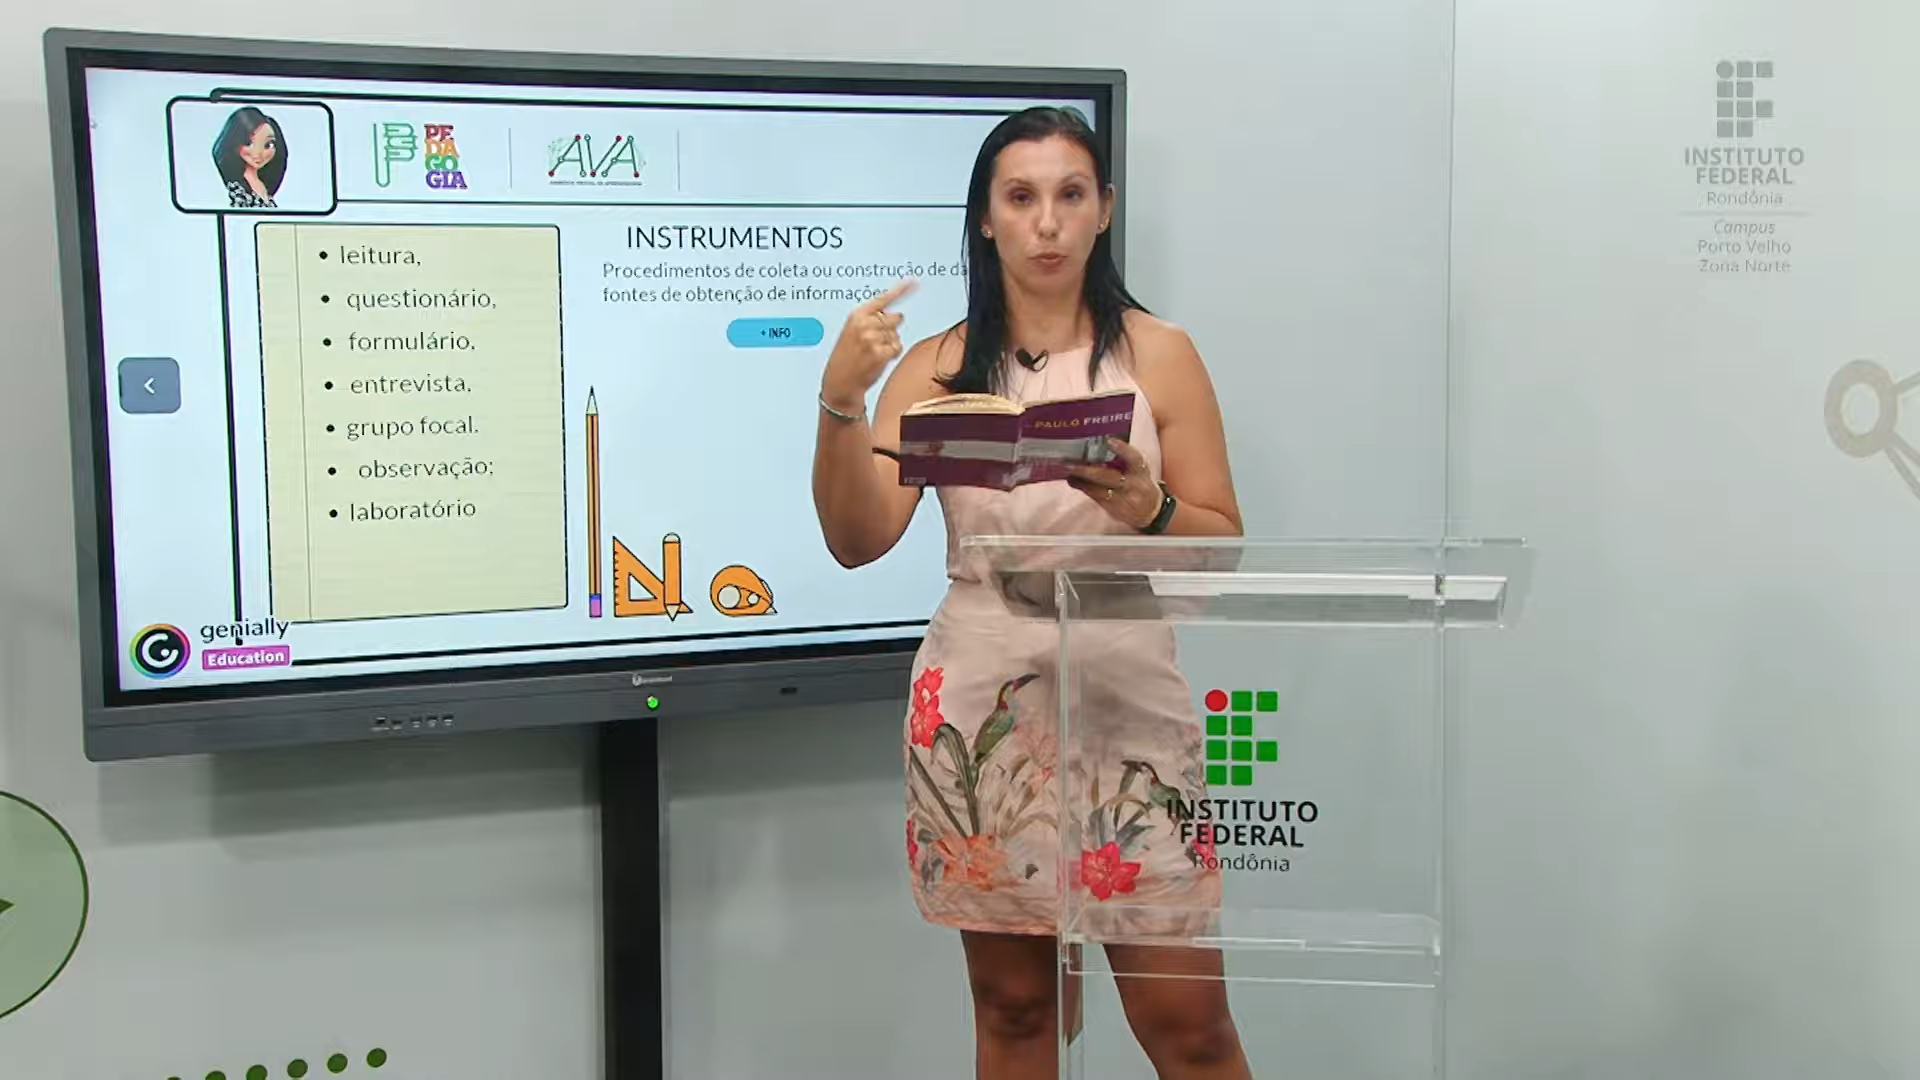 PE
DA
GO
GIA
AVA
• leitura,
• questionário,
• formulário,
• entrevista,
• grupo focal.
• observação;
• laboratório
INSTRUMENTOS
Procedimentos de coleta ou construção de
fontes de obtenção de informações
+ INFO
genially
Education
PAULO FREIRE
INSTITUTO
FEDERAL
Rondônia
Campus
Porto Velho
Zona Norte
INSTITUTO
FEDERAL
Rondônia